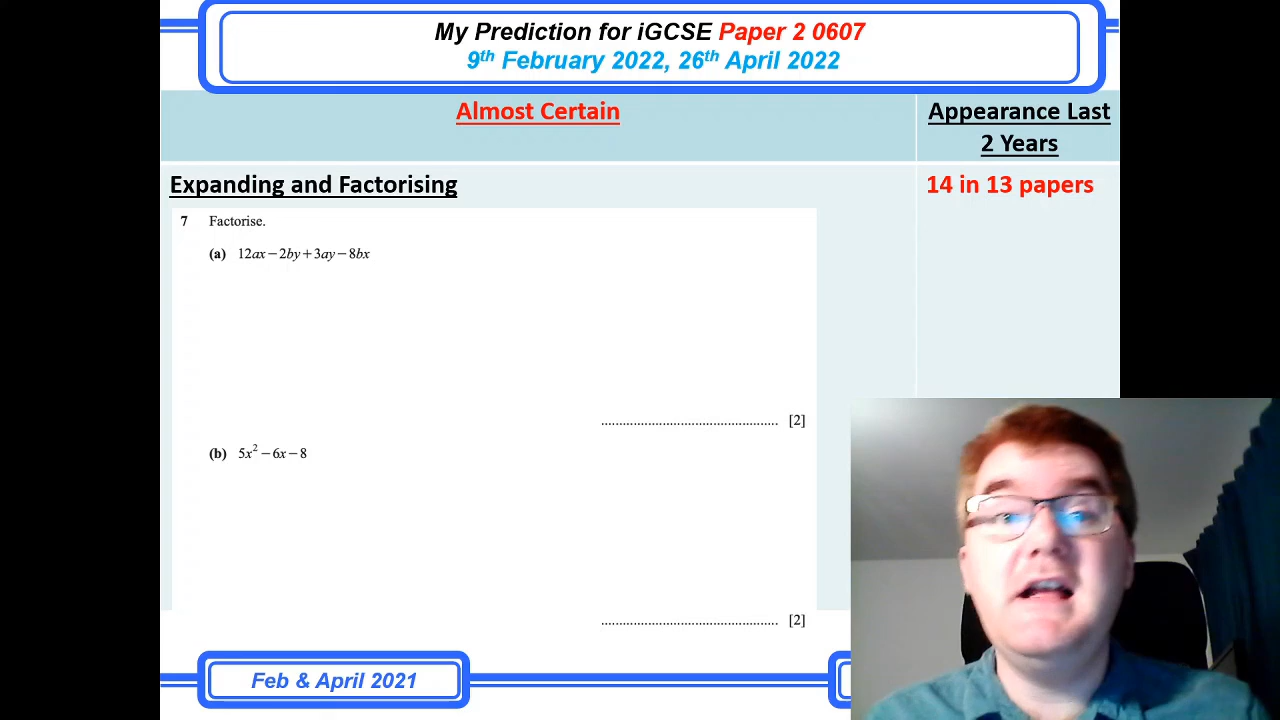 My Prediction for iGCSE Paper 2 0607
9th February 2022, 26th April 2022
Almost Certain
Appearance Last
2 Years
Expanding and Factorising
14 in 13 papers
7 Factorise.
(a) 12ax − 2by + 3ay − 8bx
................................................ [2]
(b) 5x² − 6x − 8
................................................ [2]
Feb & April 2021